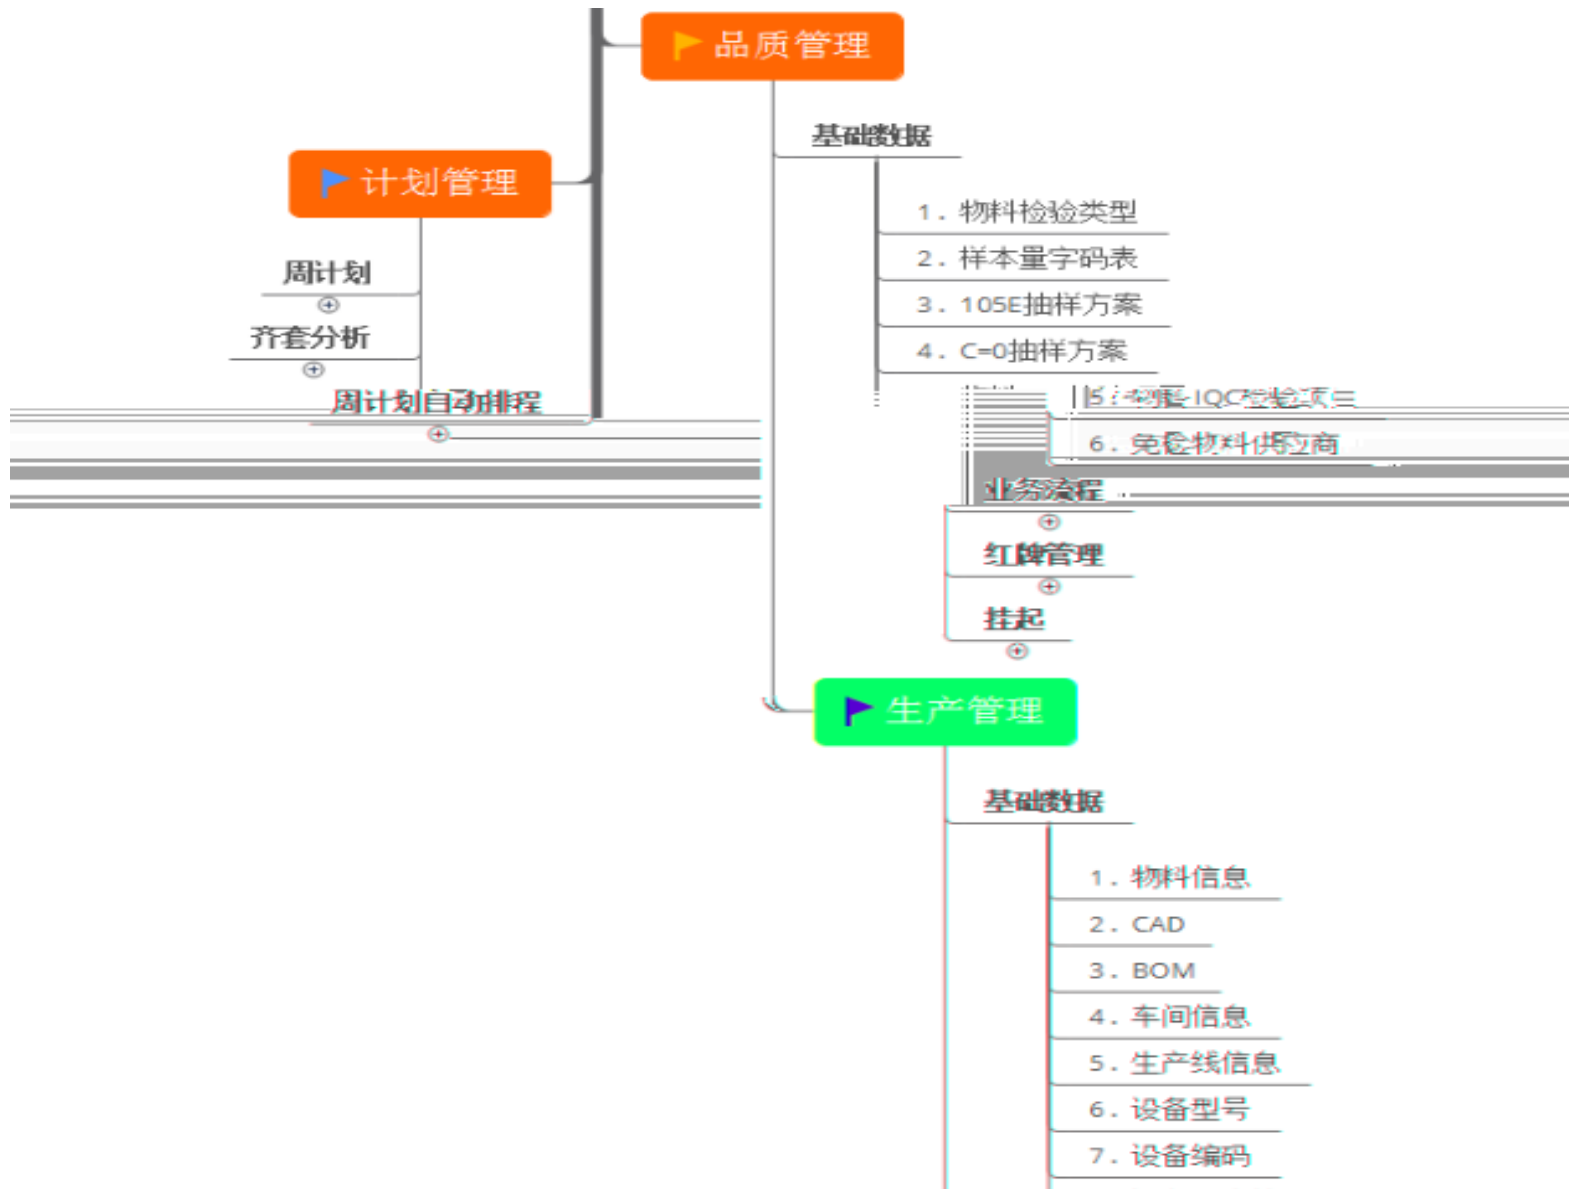 品质管理
基础数据
1. 物料检验类型
2. 样本量字码表
3. 105E抽样方案
4. C=0抽样方案
6. 免检物料供应商
业务流程
红牌管理
挂起
计划管理
周计划
齐套分析
周计划自动排程
生产管理
基础数据
1. 物料信息
2. CAD
3. BOM
4. 车间信息
5. 生产线信息
6. 设备型号
7. 设备编码